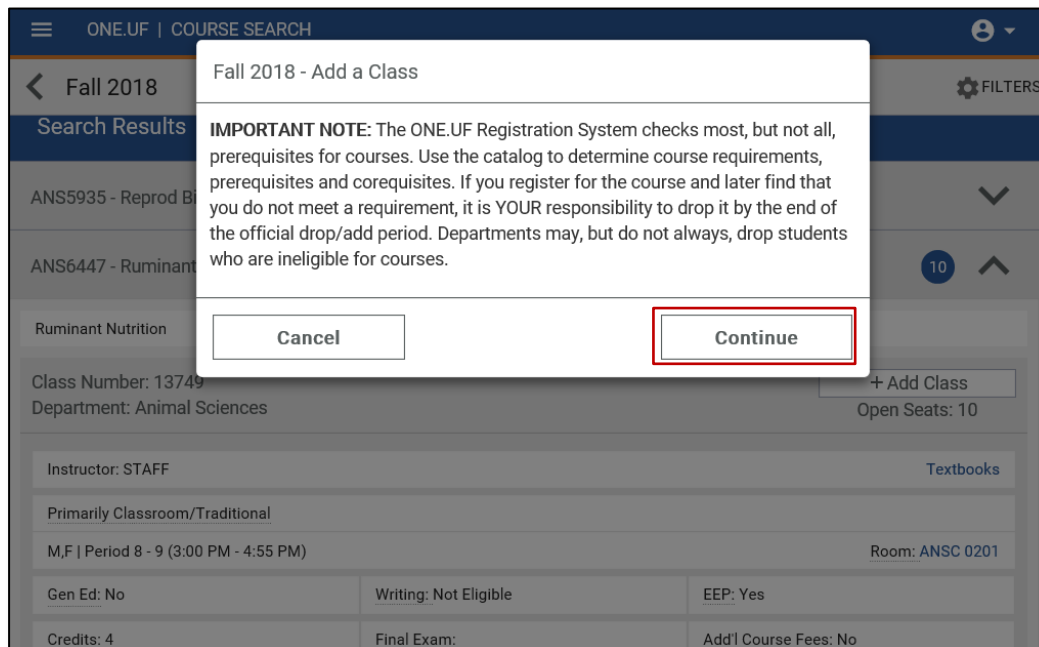 ONE.UF | COURSE SEARCH
Fall 2018
FILTERS
Search Results
Fall 2018 - Add a Class
IMPORTANT NOTE: The ONE.UF Registration System checks most, but not all,
prerequisites for courses. Use the catalog to determine course requirements,
prerequisites and corequisites. If you register for the course and later find that
you do not meet a requirement, it is YOUR responsibility to drop it by the end of
the official drop/add period. Departments may, but do not always, drop students
who are ineligible for courses.
Cancel
Continue
ANS5935 - Reprod Bi
ANS6447 - Ruminant
10
Ruminant Nutrition
Class Number: 13749
+ Add Class
Department: Animal Sciences
Open Seats: 10
Instructor: STAFF
Textbooks
Primarily Classroom/Traditional
M,F | Period 8 - 9 (3:00 PM - 4:55 PM)
Room: ANSC 0201
Gen Ed: No
Writing: Not Eligible
EEP: Yes
Credits: 4
Final Exam:
Add'l Course Fees: No